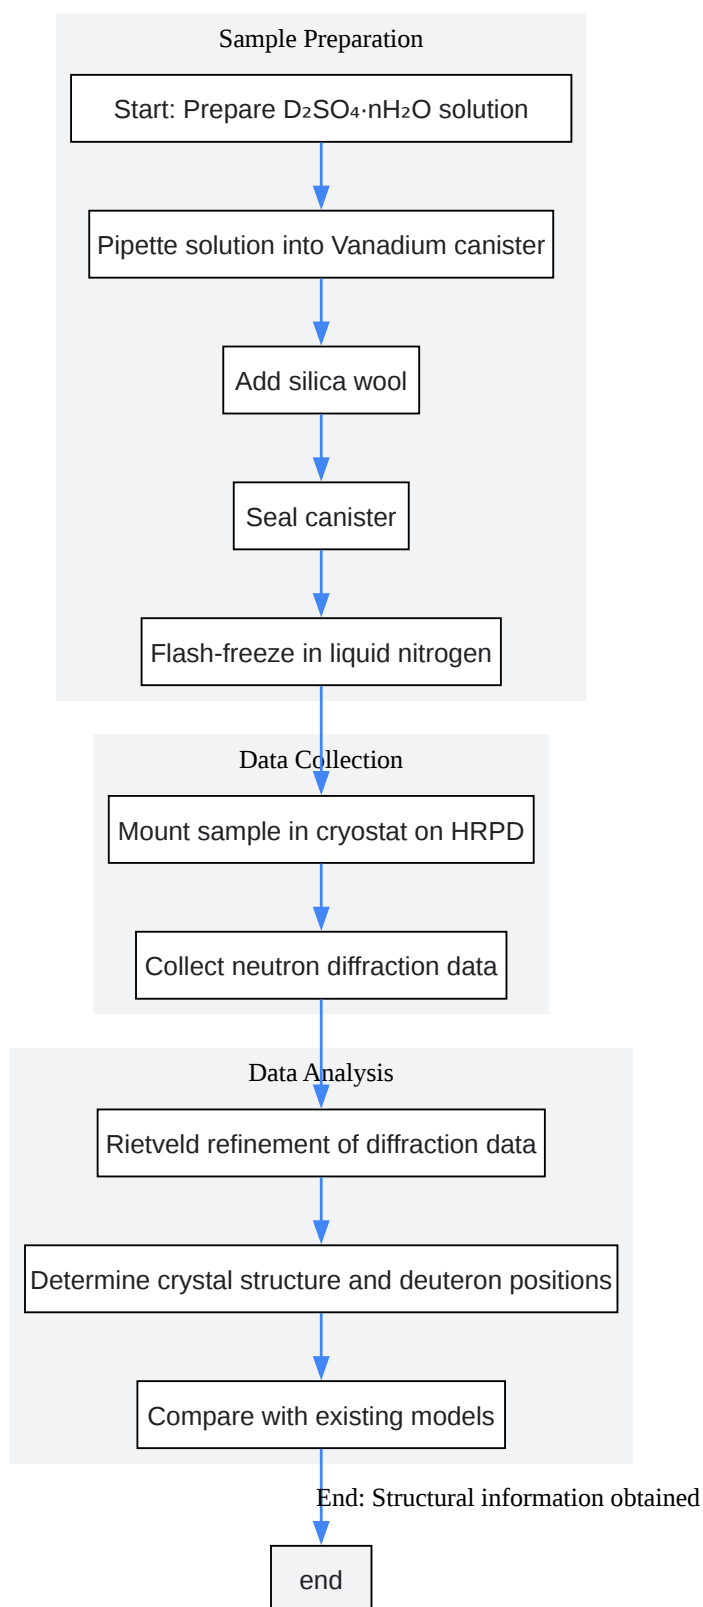 Sample Preparation
Start: Prepare D₂SO₄·nH₂O solution
Pipette solution into Vanadium canister
Add silica wool
Seal canister
Flash-freeze in liquid nitrogen
Data Collection
Mount sample in cryostat on HRPD
Collect neutron diffraction data
Data Analysis
Rietveld refinement of diffraction data
Determine crystal structure and deuteron positions
Compare with existing models
End: Structural information obtained
end